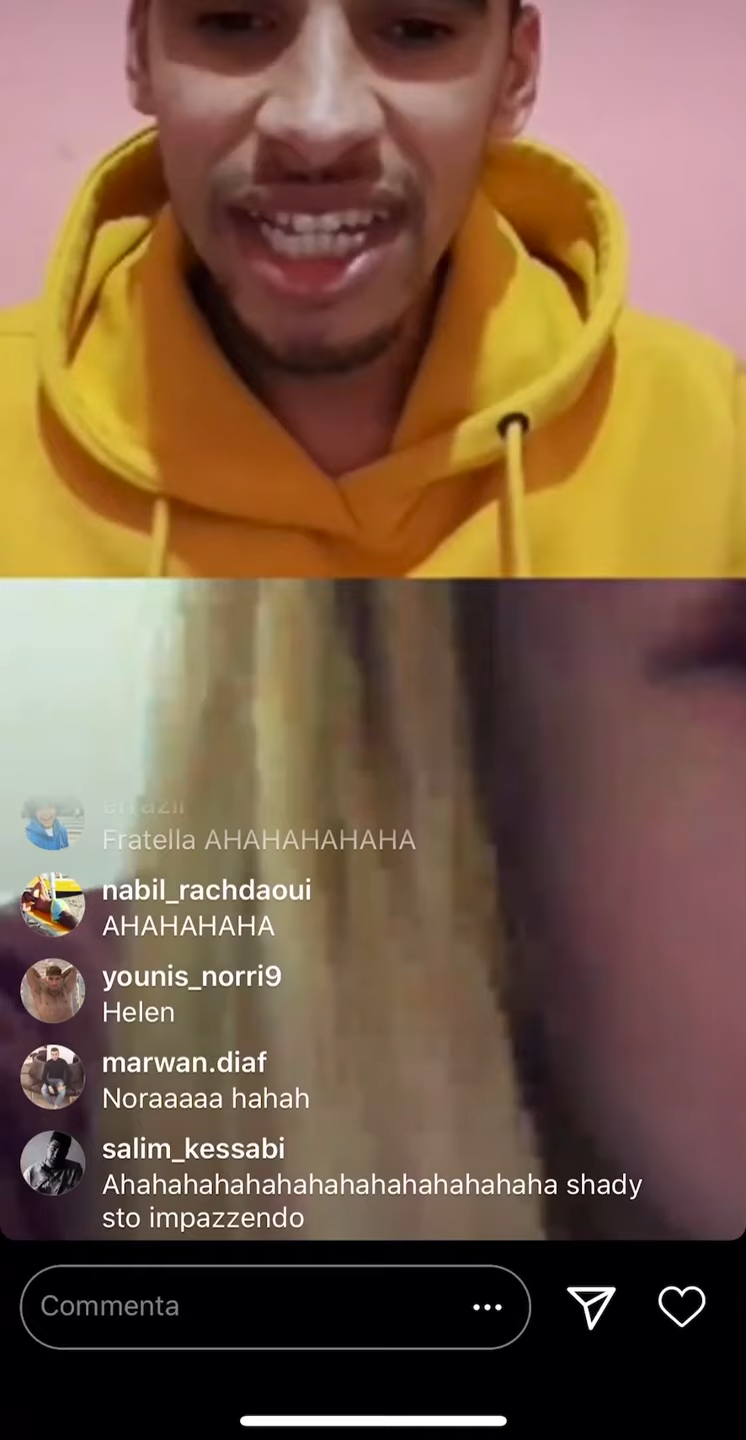 Fratella AHAHAHAHAHA
nabil_rachdaoui
AHAHAHAHA
younis_norri9
Helen
marwan.diaf
Noraaaaa hahah
salim_kessabi
Ahahahahahahahahahahahahahaha shady
sto impazzendo
Commenta